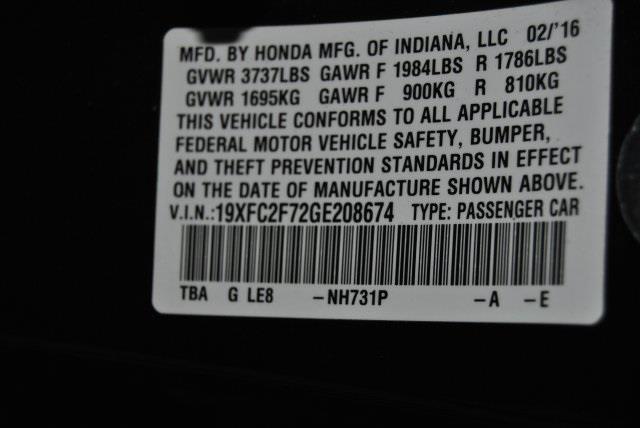 MFD. BY HONDA MFG. OF INDIANA, LLC 02/'16
GVWR 3737LBS GAWR F 1984LBS R 1786LBS
GVWR 1695KG GAWR F 900KG R 810KG
THIS VEHICLE CONFORMS TO ALL APPLICABLE
FEDERAL MOTOR VEHICLE SAFETY, BUMPER,
AND THEFT PREVENTION STANDARDS IN EFFECT
ON THE DATE OF MANUFACTURE SHOWN ABOVE.
V.I.N.:19XFC2F72GE208674 TYPE: PASSENGER CAR
TBA G LE8 -NH731P -A -E